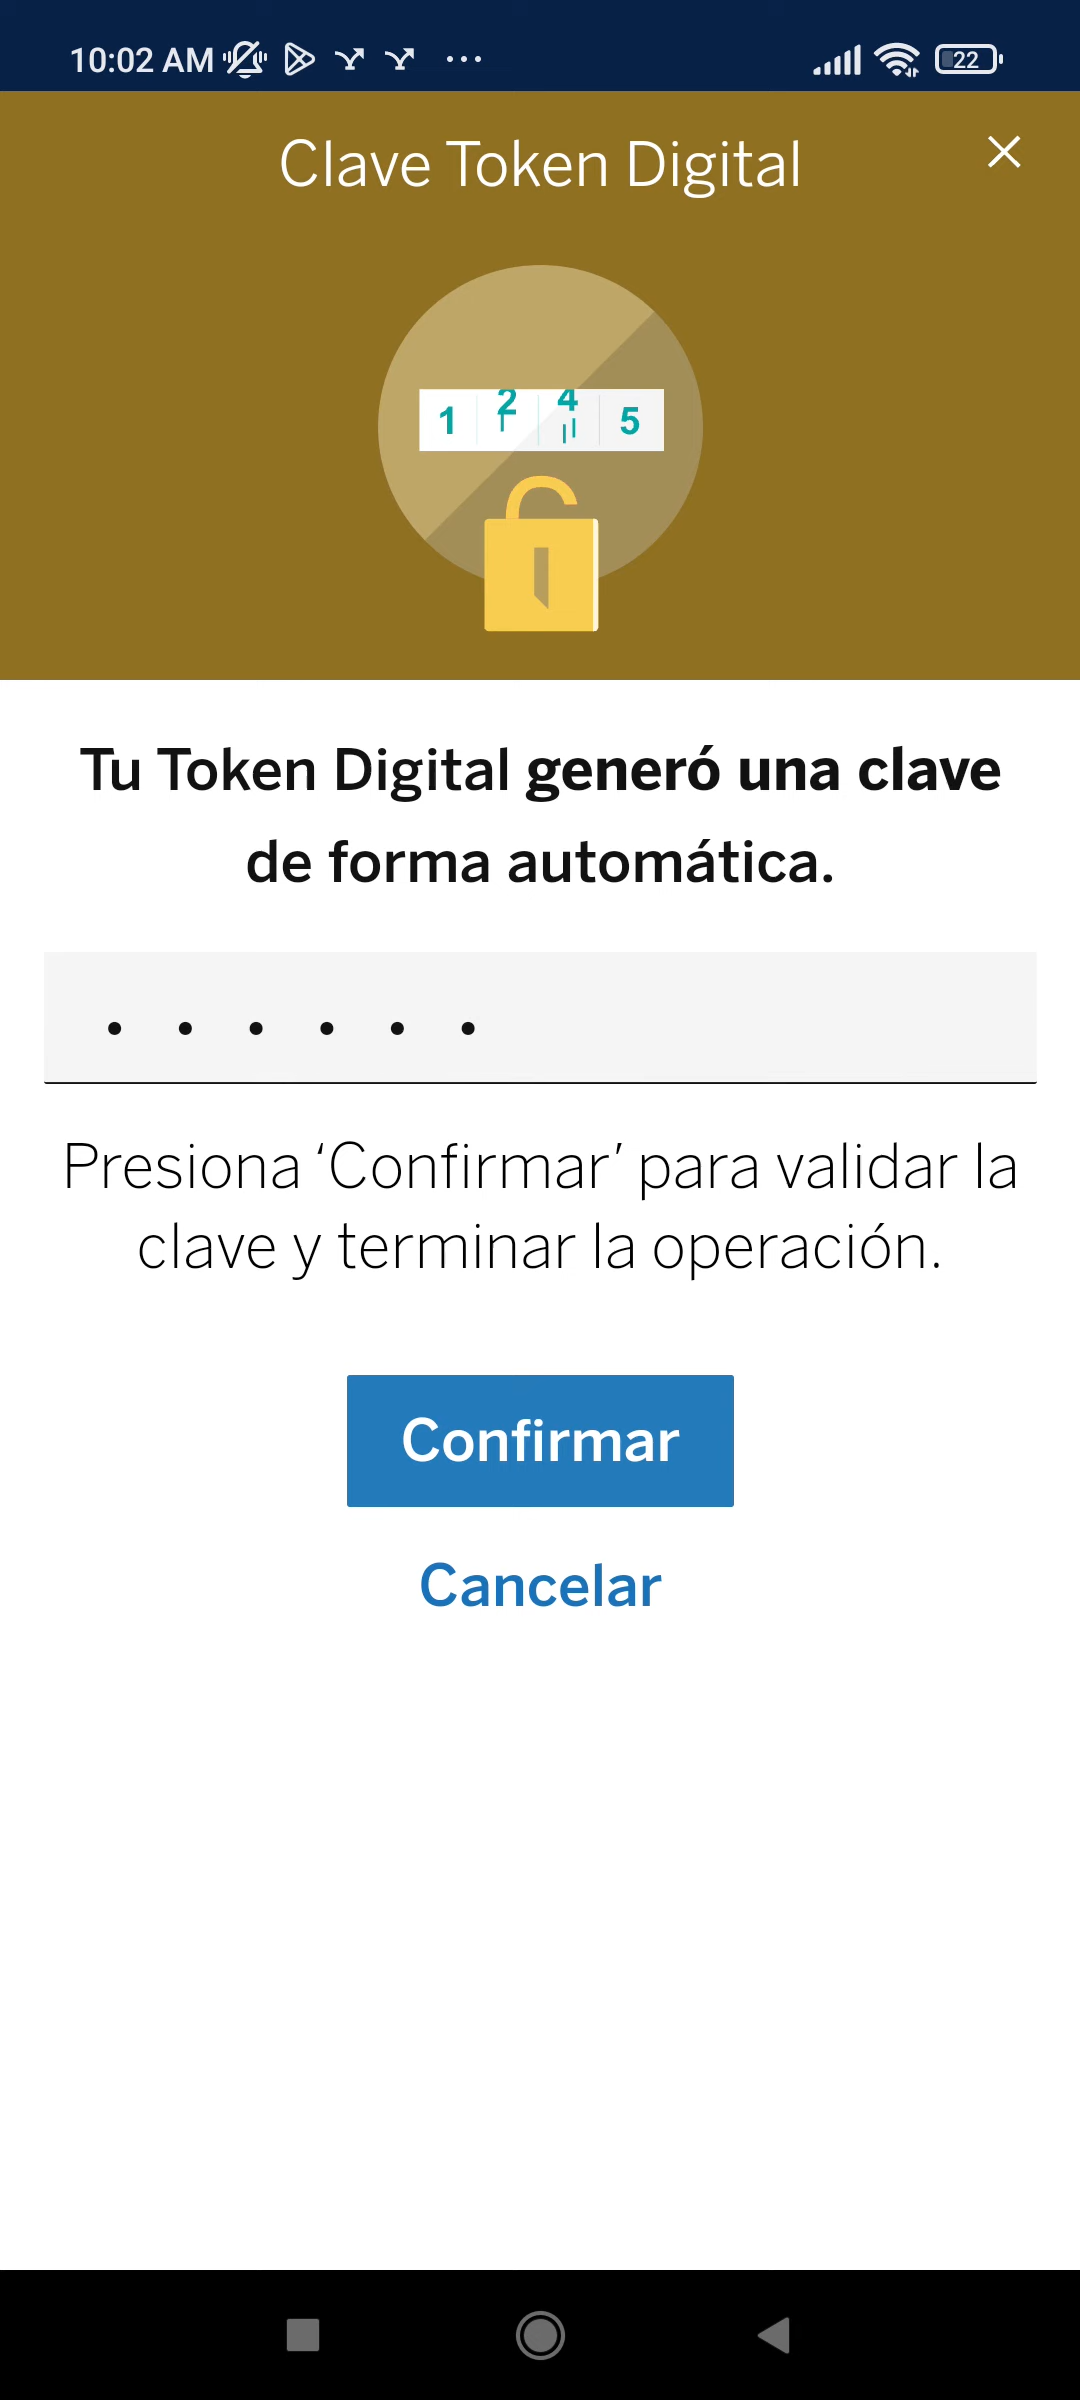 10:02 AM
22
Clave Token Digital
1 2 4 5
Tu Token Digital generó una clave
de forma automática.
Presiona ‘Confirmar’ para validar la
clave y terminar la operación.
Confirmar
Cancelar